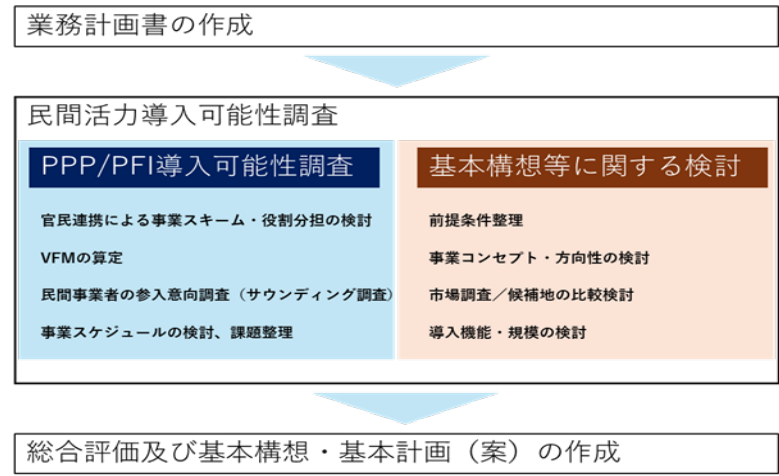 業務計画書の作成
民間活力導入可能性調査
PPP/PFI導入可能性調査
官民連携による事業スキーム・役割分担の検討
VFMの算定
民間事業者の参入意向調査（サウンディング調査）
事業スケジュールの検討、課題整理
基本構想等に関する検討
前提条件整理
事業コンセプト・方向性の検討
市場調査／候補地の比較検討
導入機能・規模の検討
総合評価及び基本構想・基本計画（案）の作成